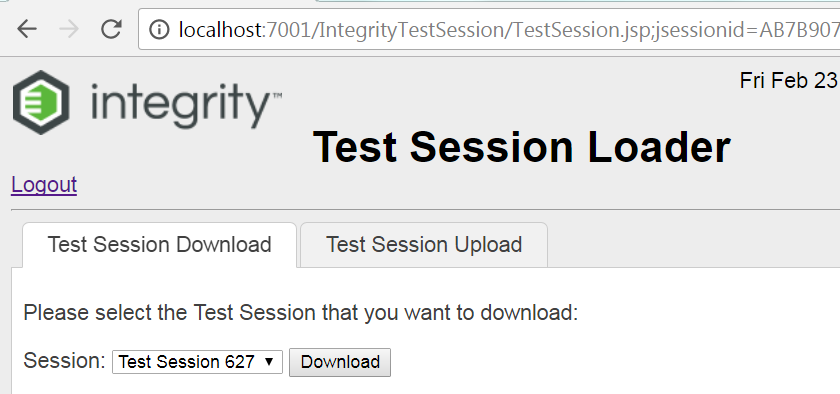 localhost:7001/IntegrityTestSession/TestSession.jsp;jsessionid=AB7B907
Fri Feb 23
integrity™
Test Session Loader
Logout
Test Session Download
Test Session Upload
Please select the Test Session that you want to download:
Session: Test Session 627 Download